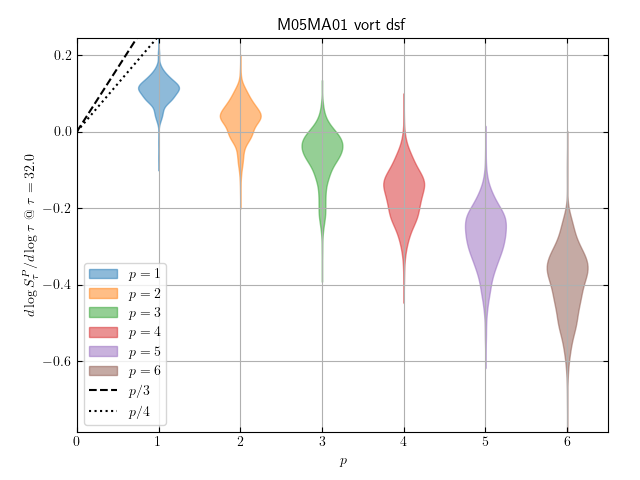 M05MA01 vort dsf
d log S_τ^P / d log τ @ τ = 32.0
0.2
0.0
−0.2
−0.4
−0.6
p = 1
p = 2
p = 3
p = 4
p = 5
p = 6
p/3
p/4
0 1 2 3 4 5 6
p